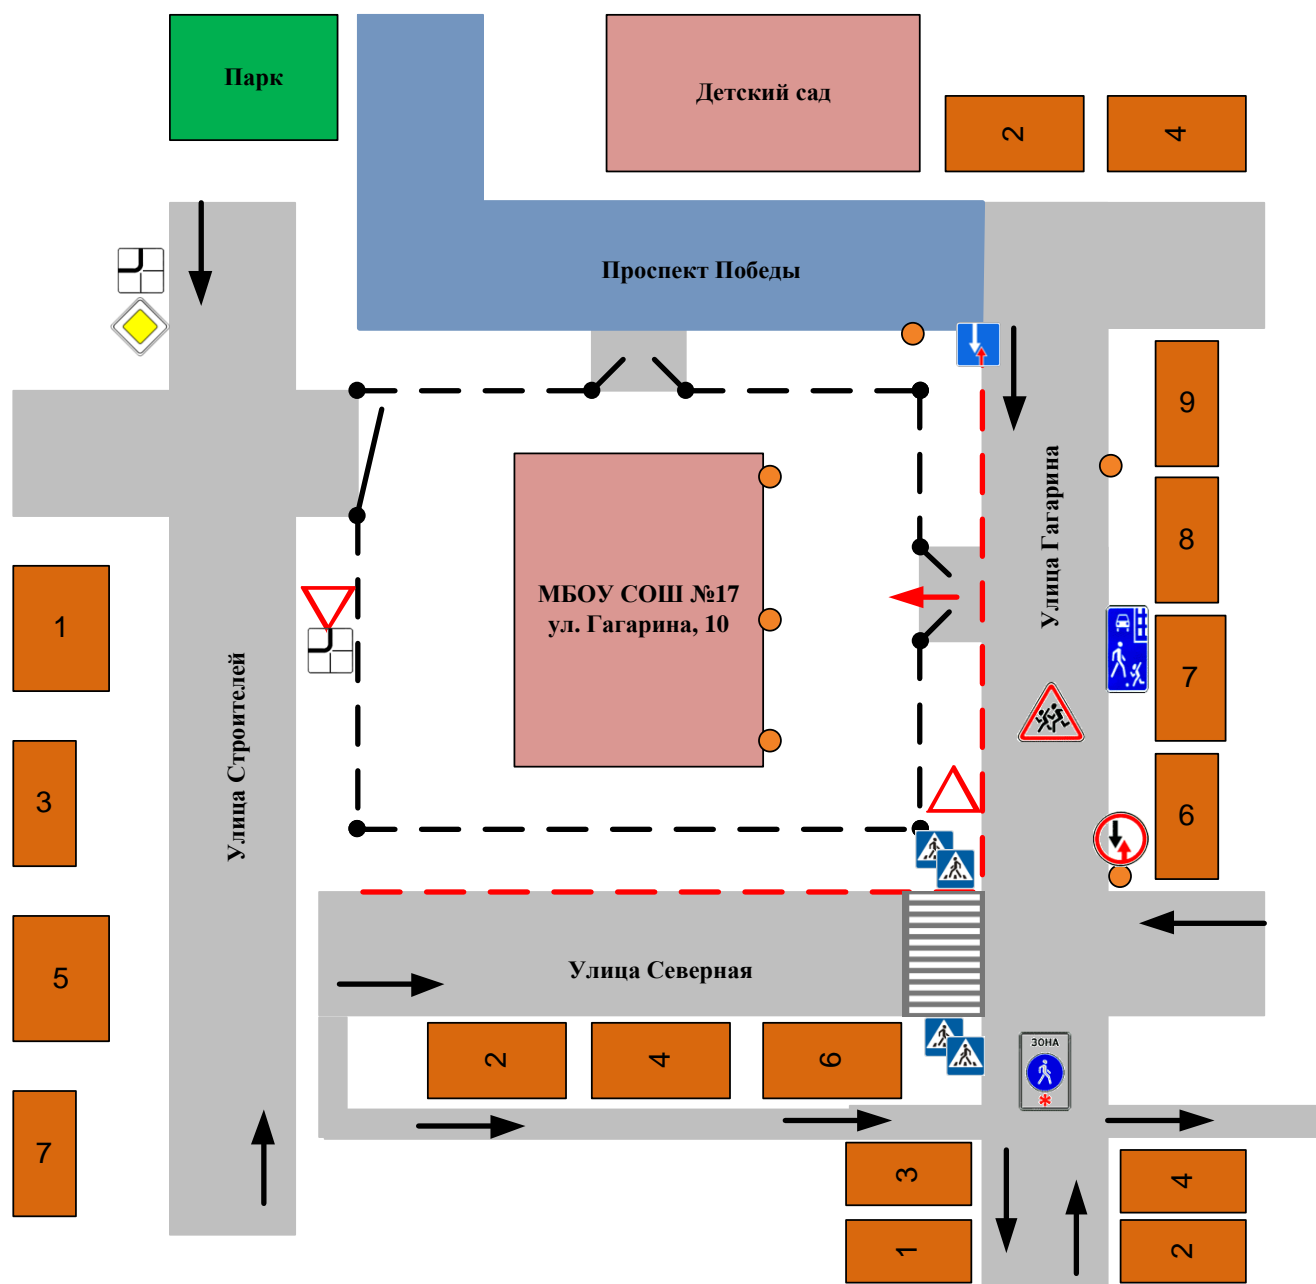 Парк
Детский сад
2
4
Проспект Победы
9
8
7
6
Улица Гагарина
МБОУ СОШ №17
ул. Гагарина, 10
1
3
5
7
Улица Строителей
Улица Северная
2
4
6
ЗОНА
3
1
4
2